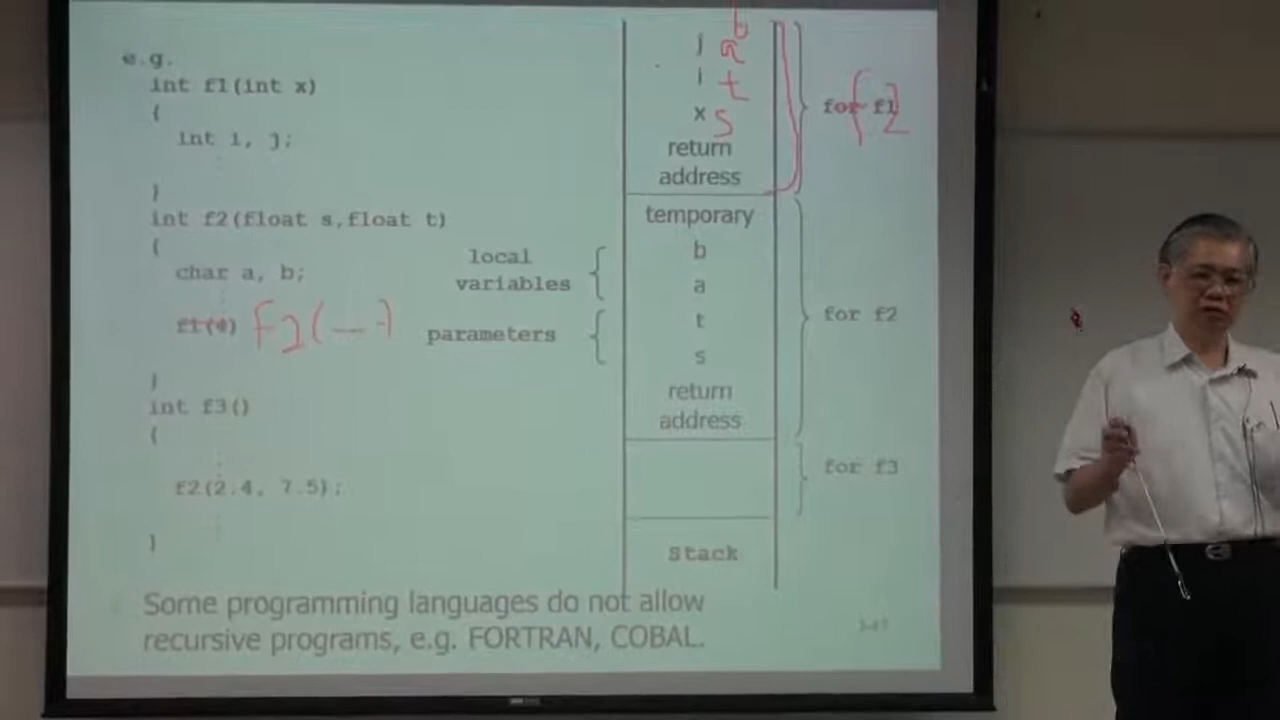 e.g.
int f1(int x)
{
int i, j;
}
int f2(float s,float t)
{
char a, b;
f1(4) f2(—)
}
int f3()
{
f2(2.4, 7.5);
}
local
variables
parameters
b
j a
i t
x s
return
address
temporary
b
a
t
s
return
address
Stack
for f1 f2
for f2
for f3
Some programming languages do not allow
recursive programs, e.g. FORTRAN, COBAL.